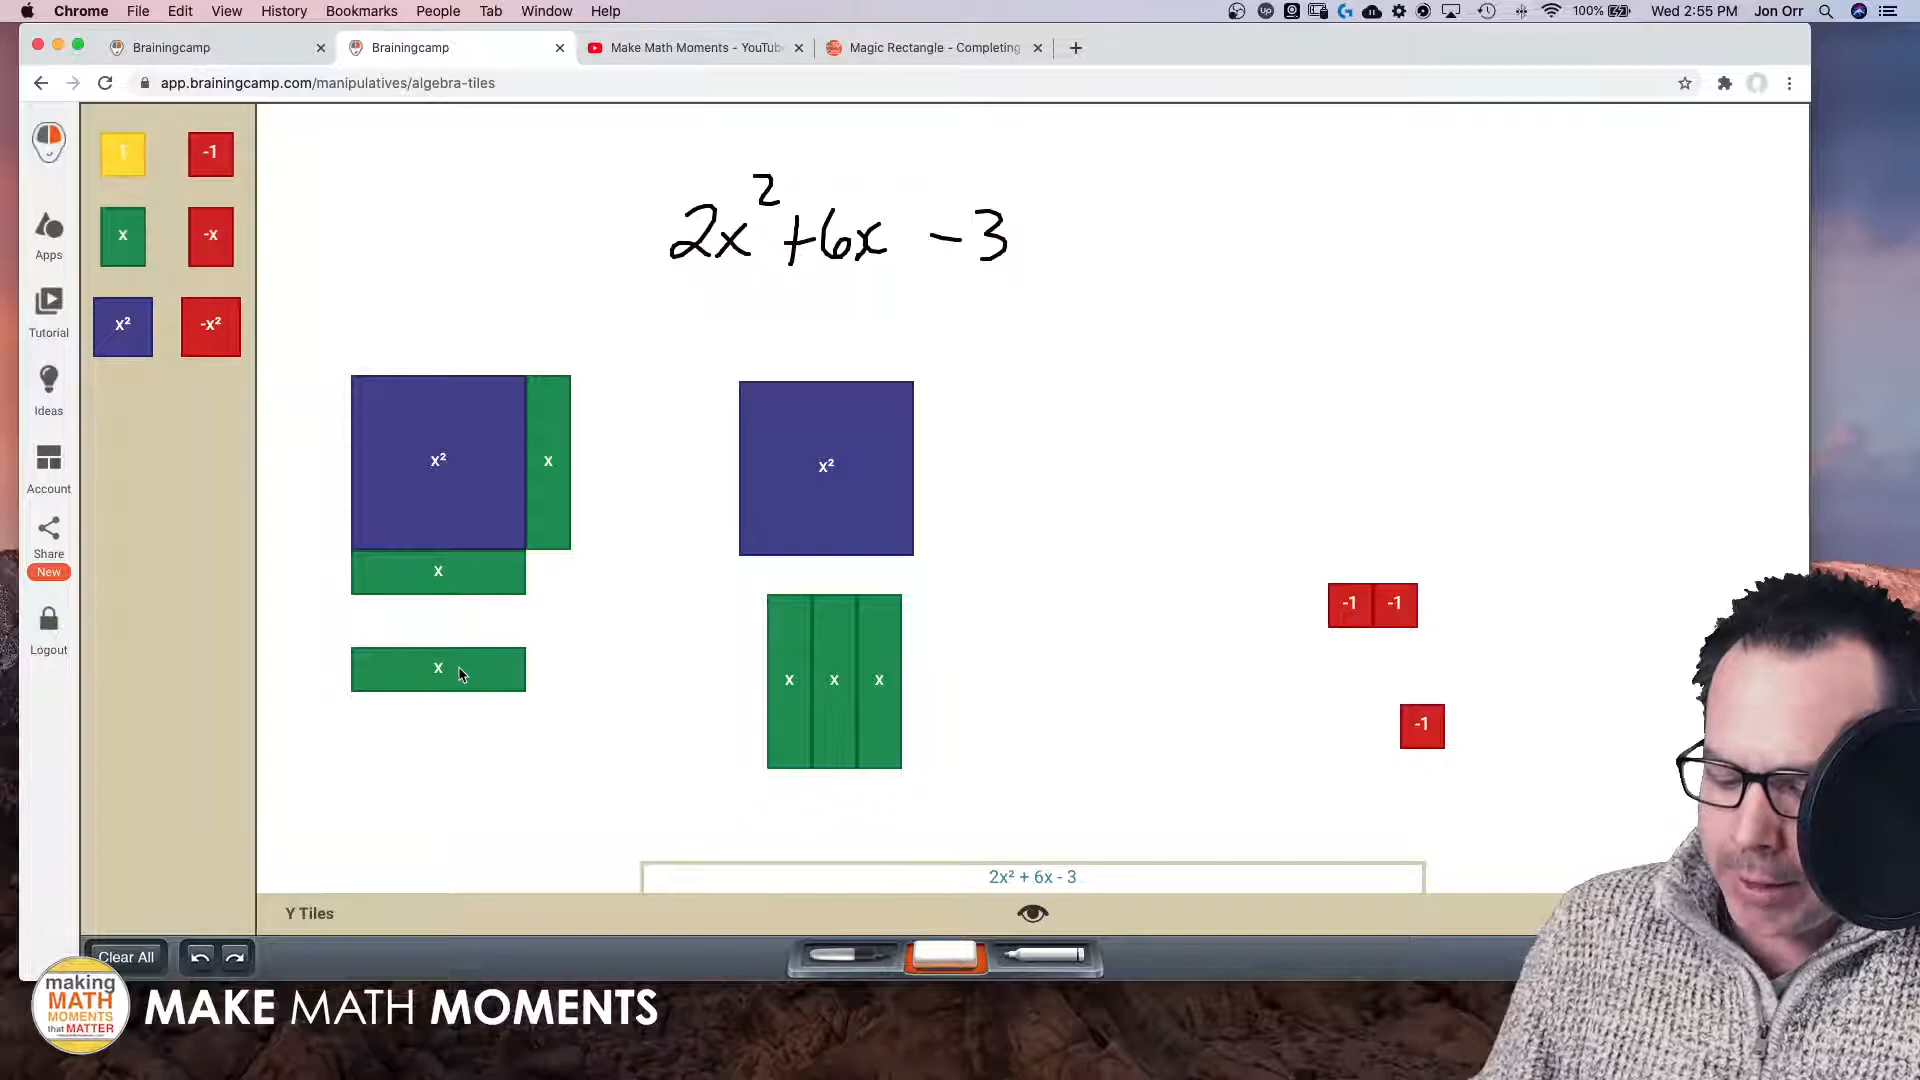 Chrome File Edit View History Bookmarks People Tab Window Help 100% Wed 2:55 PM Jon Orr
Brainingcamp Brainingcamp Make Math Moments - YouTub Magic Rectangle - Completing
app.brainingcamp.com/manipulatives/algebra-tiles
1 -1
x -x
x² -x²
Apps
Tutorial
Ideas
Account
Share
New
Logout
2x² + 6x - 3
x² x x²
x
x
x x x
-1 -1
-1
2x² + 6x - 3
Y Tiles
Clear All
making
MATH
MOMENTS
that MATTER
MAKE MATH MOMENTS